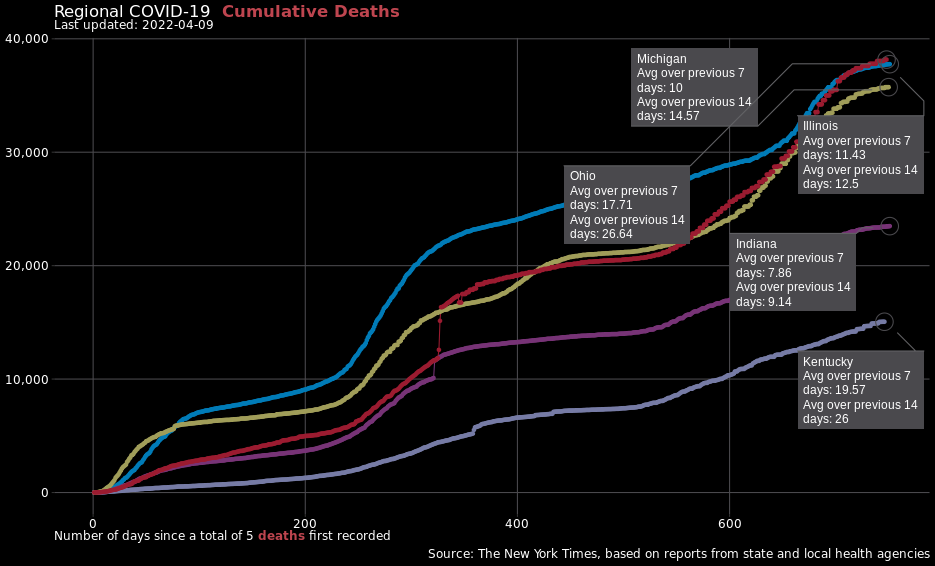 Regional COVID-19  Cumulative Deaths
Last updated: 2022-04-09
40,000
30,000
20,000
10,000
0
Michigan
Avg over previous 7
days: 10
Avg over previous 14
days: 14.57
Illinois
Avg over previous 7
days: 11.43
Avg over previous 14
days: 12.5
Ohio
Avg over previous 7
days: 17.71
Avg over previous 14
days: 26.64
Indiana
Avg over previous 7
days: 7.86
Avg over previous 14
days: 9.14
Kentucky
Avg over previous 7
days: 19.57
Avg over previous 14
days: 26
0
200
400
600
Number of days since a total of 5 deaths first recorded
Source: The New York Times, based on reports from state and local health agencies